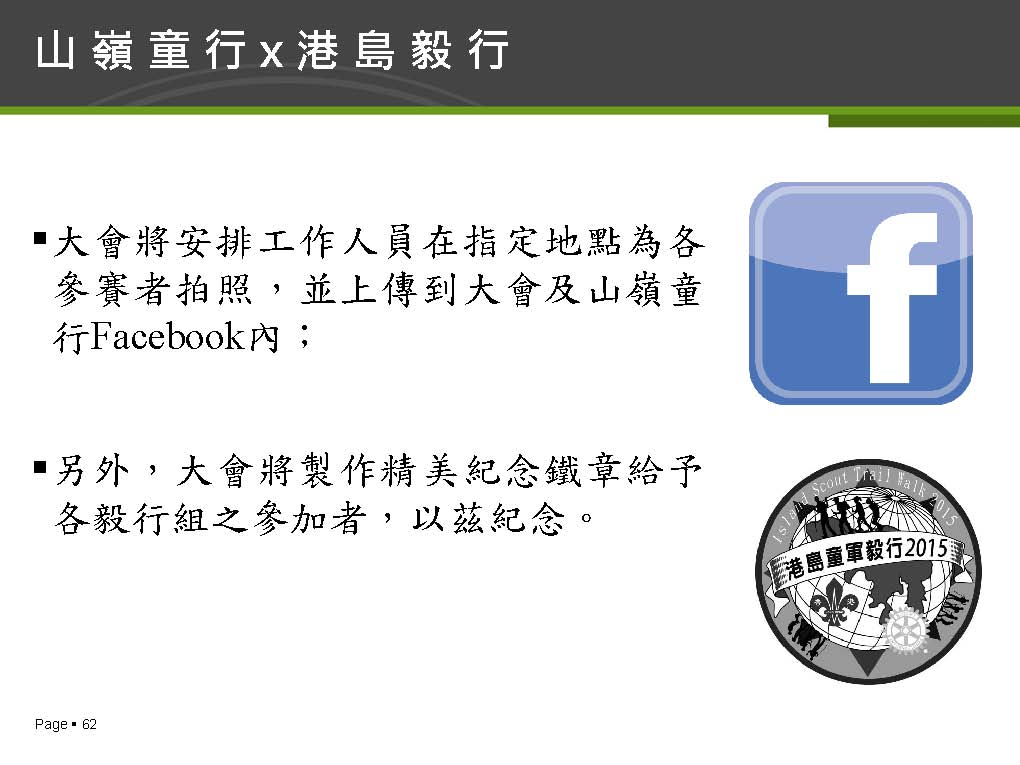 山嶺童行x港島毅行
▪大會將安排工作人員在指定地點為各
參賽者拍照，並上傳到大會及山嶺童
行Facebook內；
▪另外，大會將製作精美紀念鐵章給予
各毅行組之參加者，以茲紀念。
Island Scout Trail Walk 2015
港島童軍毅行2015
香 港
Page ▪ 62